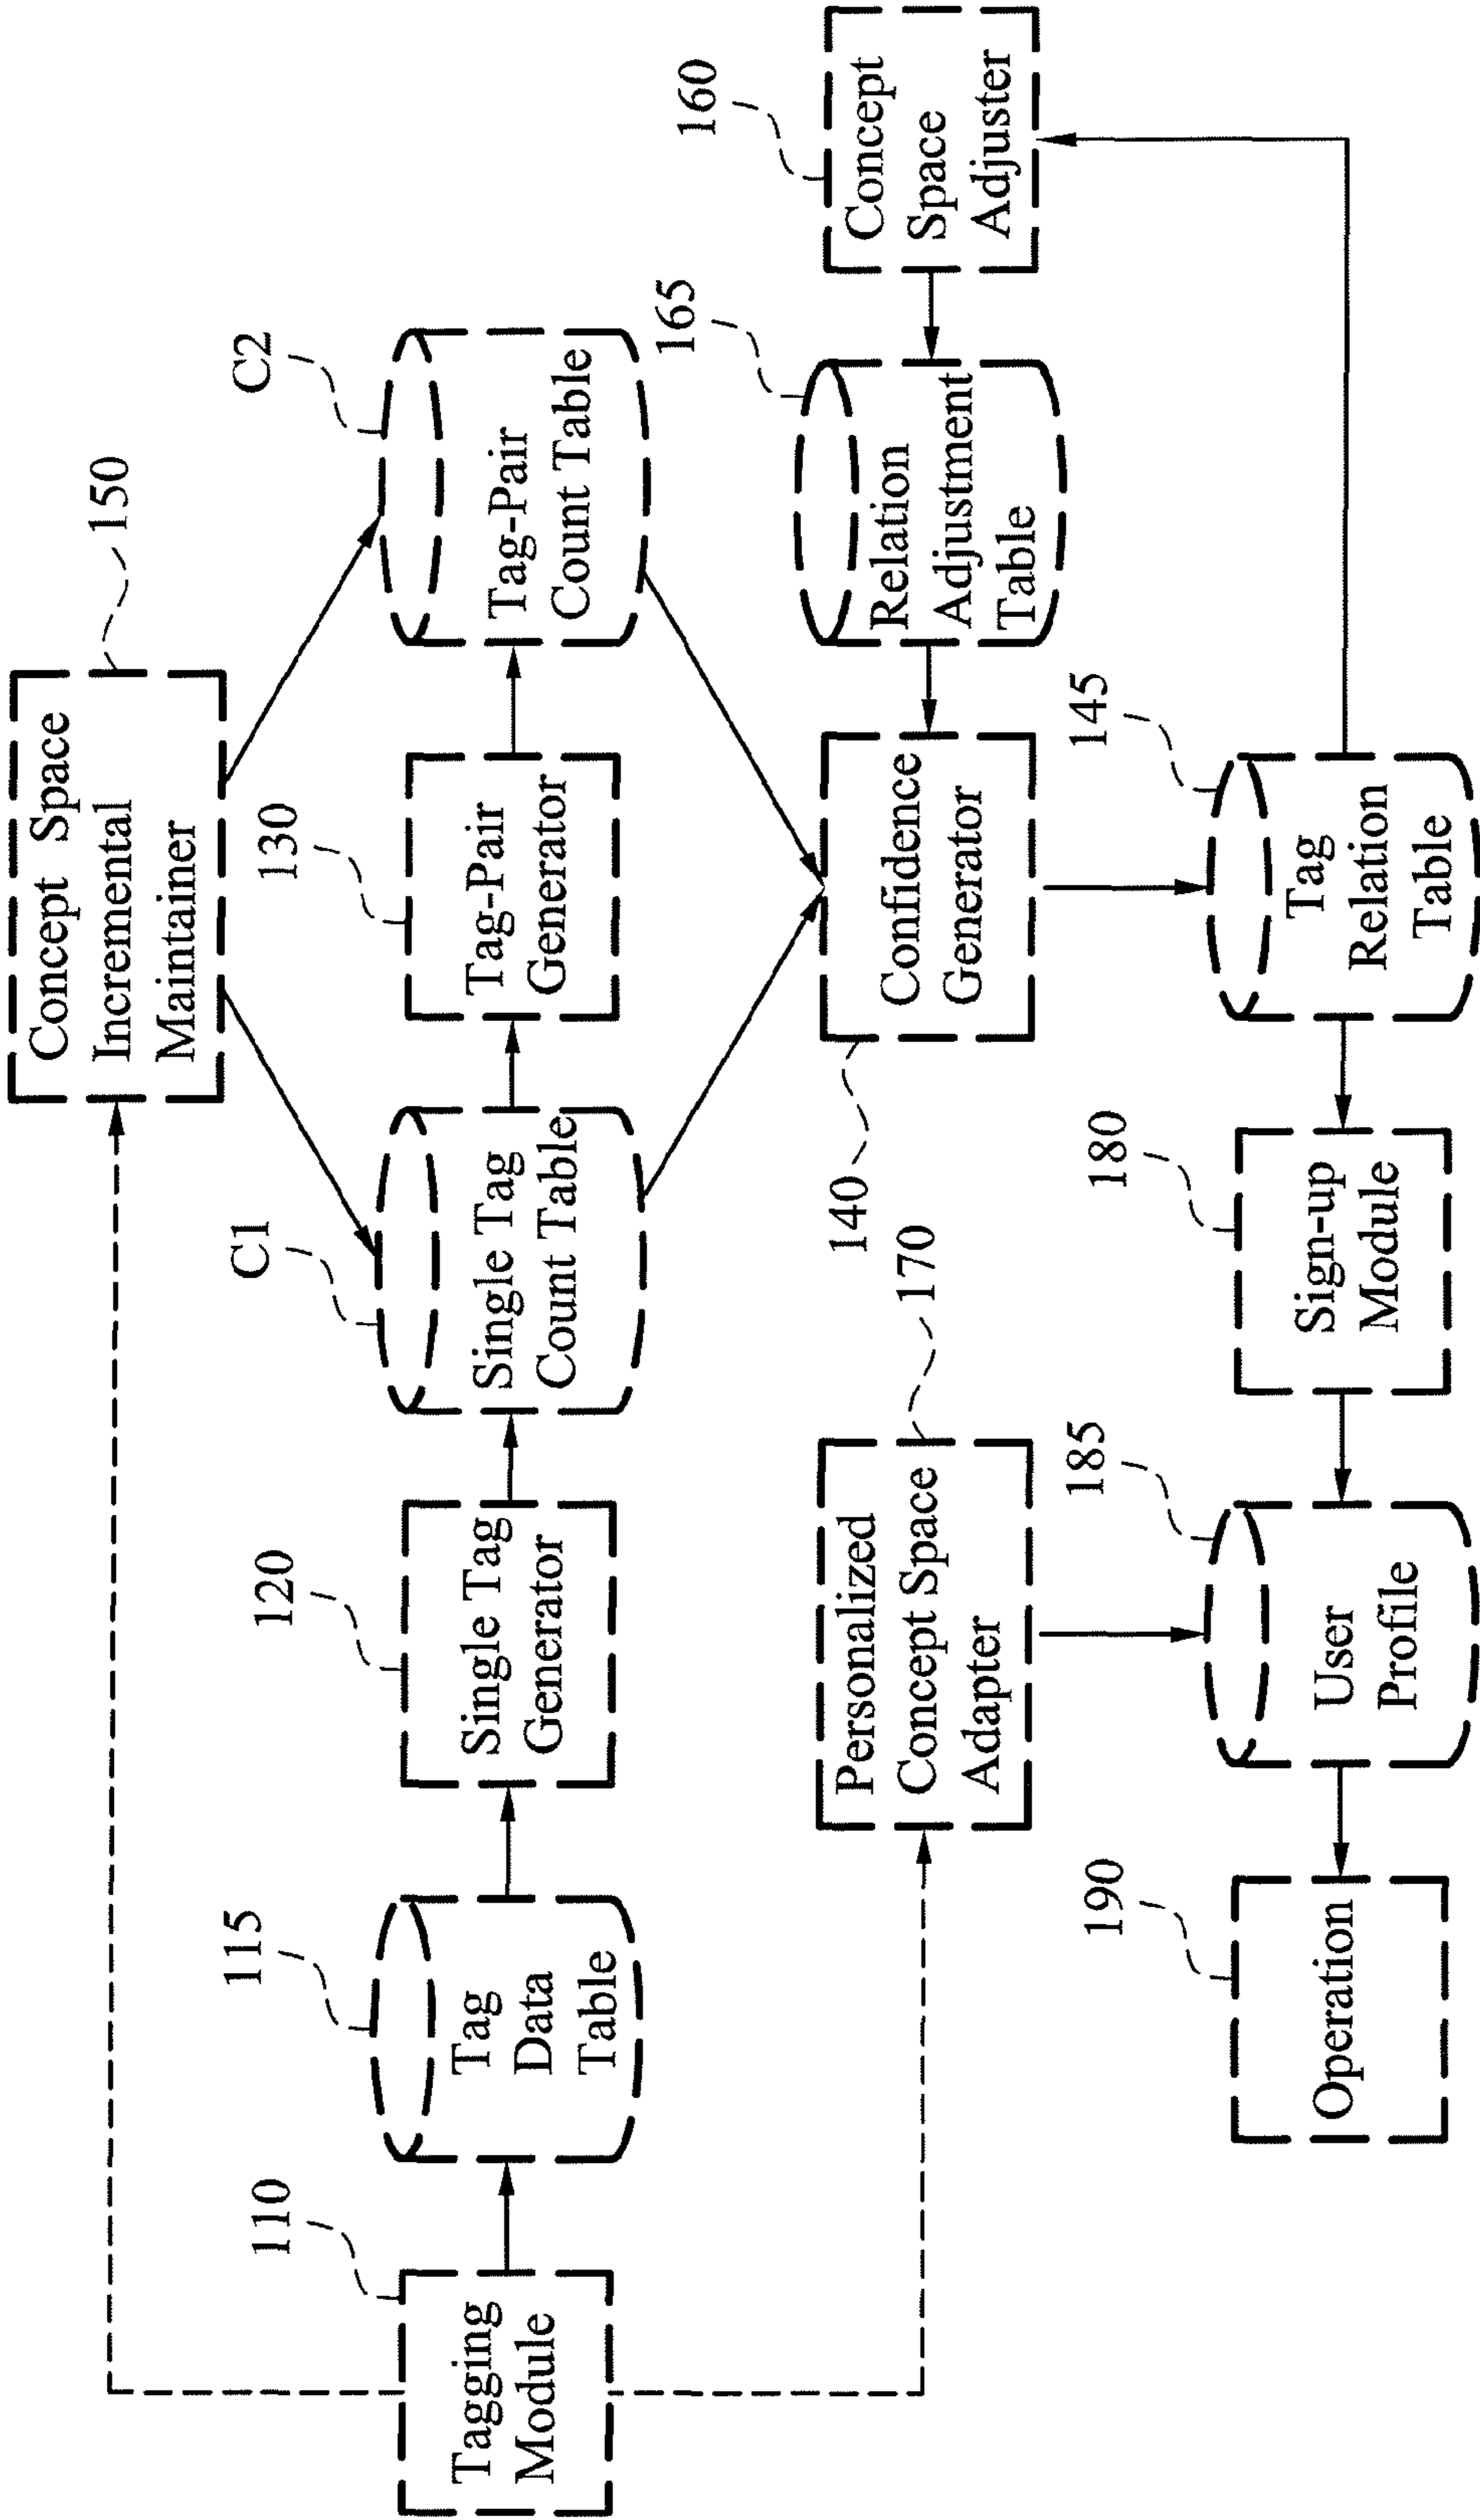 Concept Space
Incremental
Maintainer
150
110
Tagging
Module
115
Tag
Data
Table
120
Single Tag
Generator
C1
Single Tag
Count Table
130
Tag-Pair
Generator
C2
Tag-Pair
Count Table
170
Personalized
Concept Space
Adapter
140
Confidence
Generator
165
Relation
Adjustment
Table
160
Concept
Space
Adjuster
190
Operation
185
User
Profile
180
Sign-up
Module
145
Tag
Relation
Table